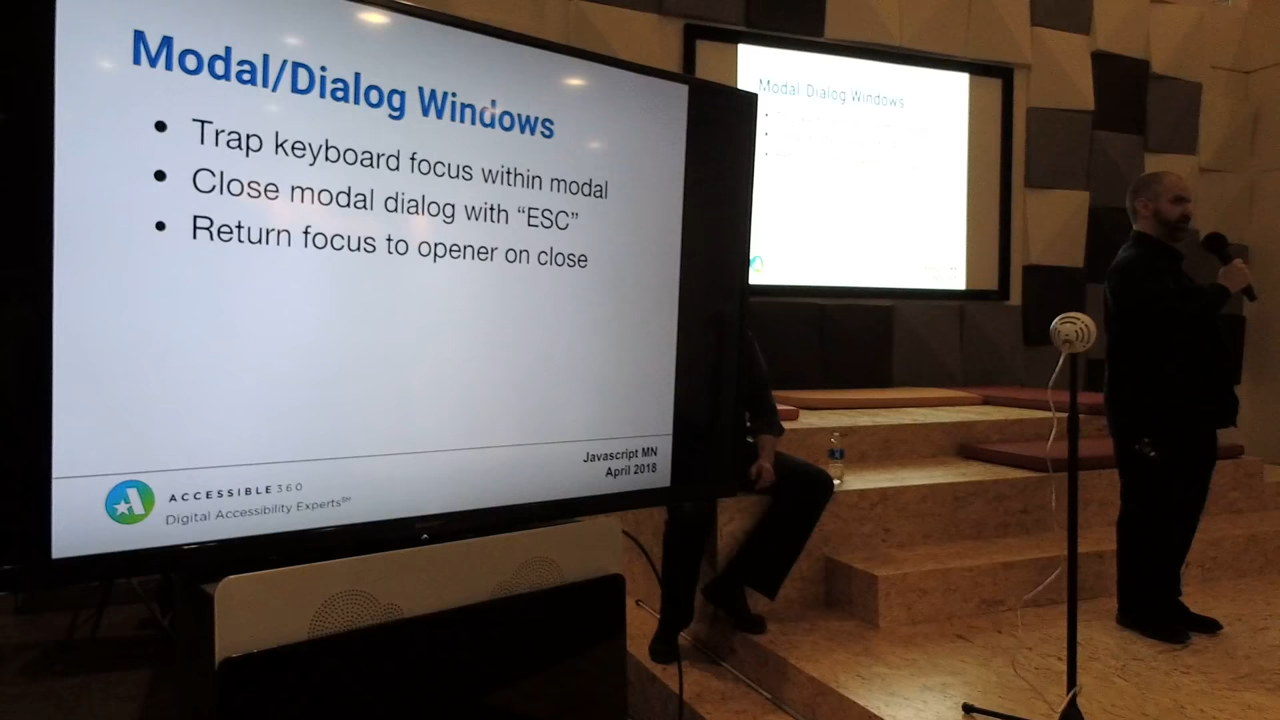 Modal/Dialog Windows
• Trap keyboard focus within modal
• Close modal dialog with “ESC”
• Return focus to opener on close
Javascript MN
April 2018
ACCESSIBLE360
Digital Accessibility Experts℠
Modal Dialog Windows